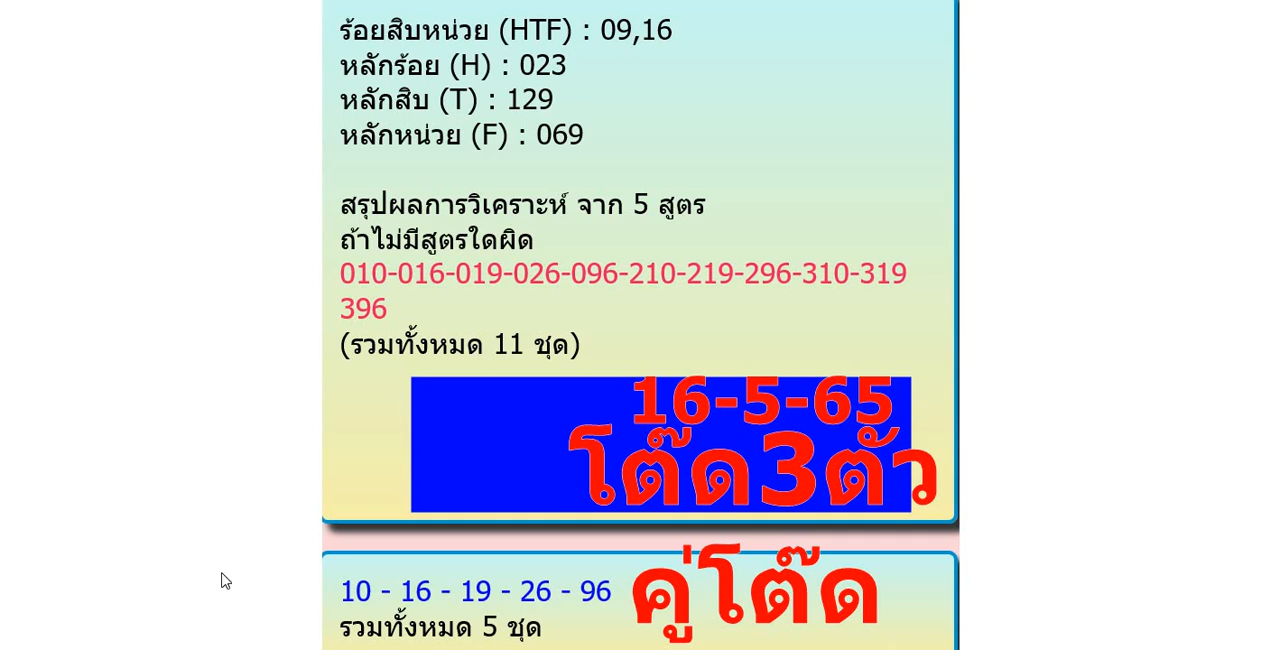 ร้อยสิบหน่วย (HTF) : 09,16
หลักร้อย (H) : 023
หลักสิบ (T) : 129
หลักหน่วย (F) : 069
สรุปผลการวิเคราะห์ จาก 5 สูตร
ถ้าไม่มีสูตรใดผิด
010-016-019-026-096-210-219-296-310-319
396
(รวมทั้งหมด 11 ชุด)
16-5-65
โต๊ด3ตัว
คู่โต๊ด
10 - 16 - 19 - 26 - 96
รวมทั้งหมด 5 ชุด